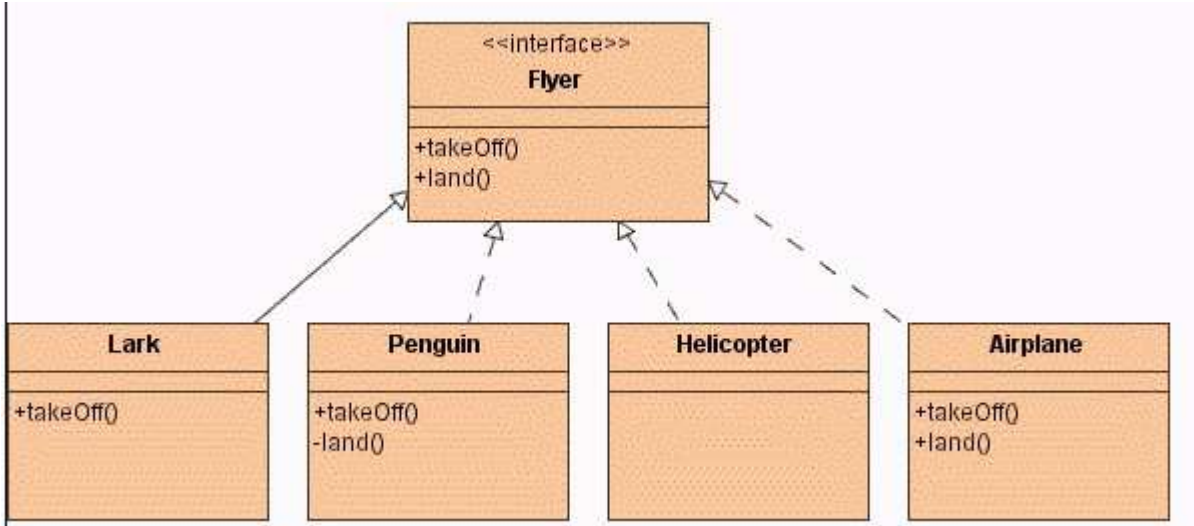 <<interface>>
Flyer
+takeOff()
+land()
Lark
+takeOff()
Penguin
+takeOff()
-land()
Helicopter
Airplane
+takeOff()
+land()